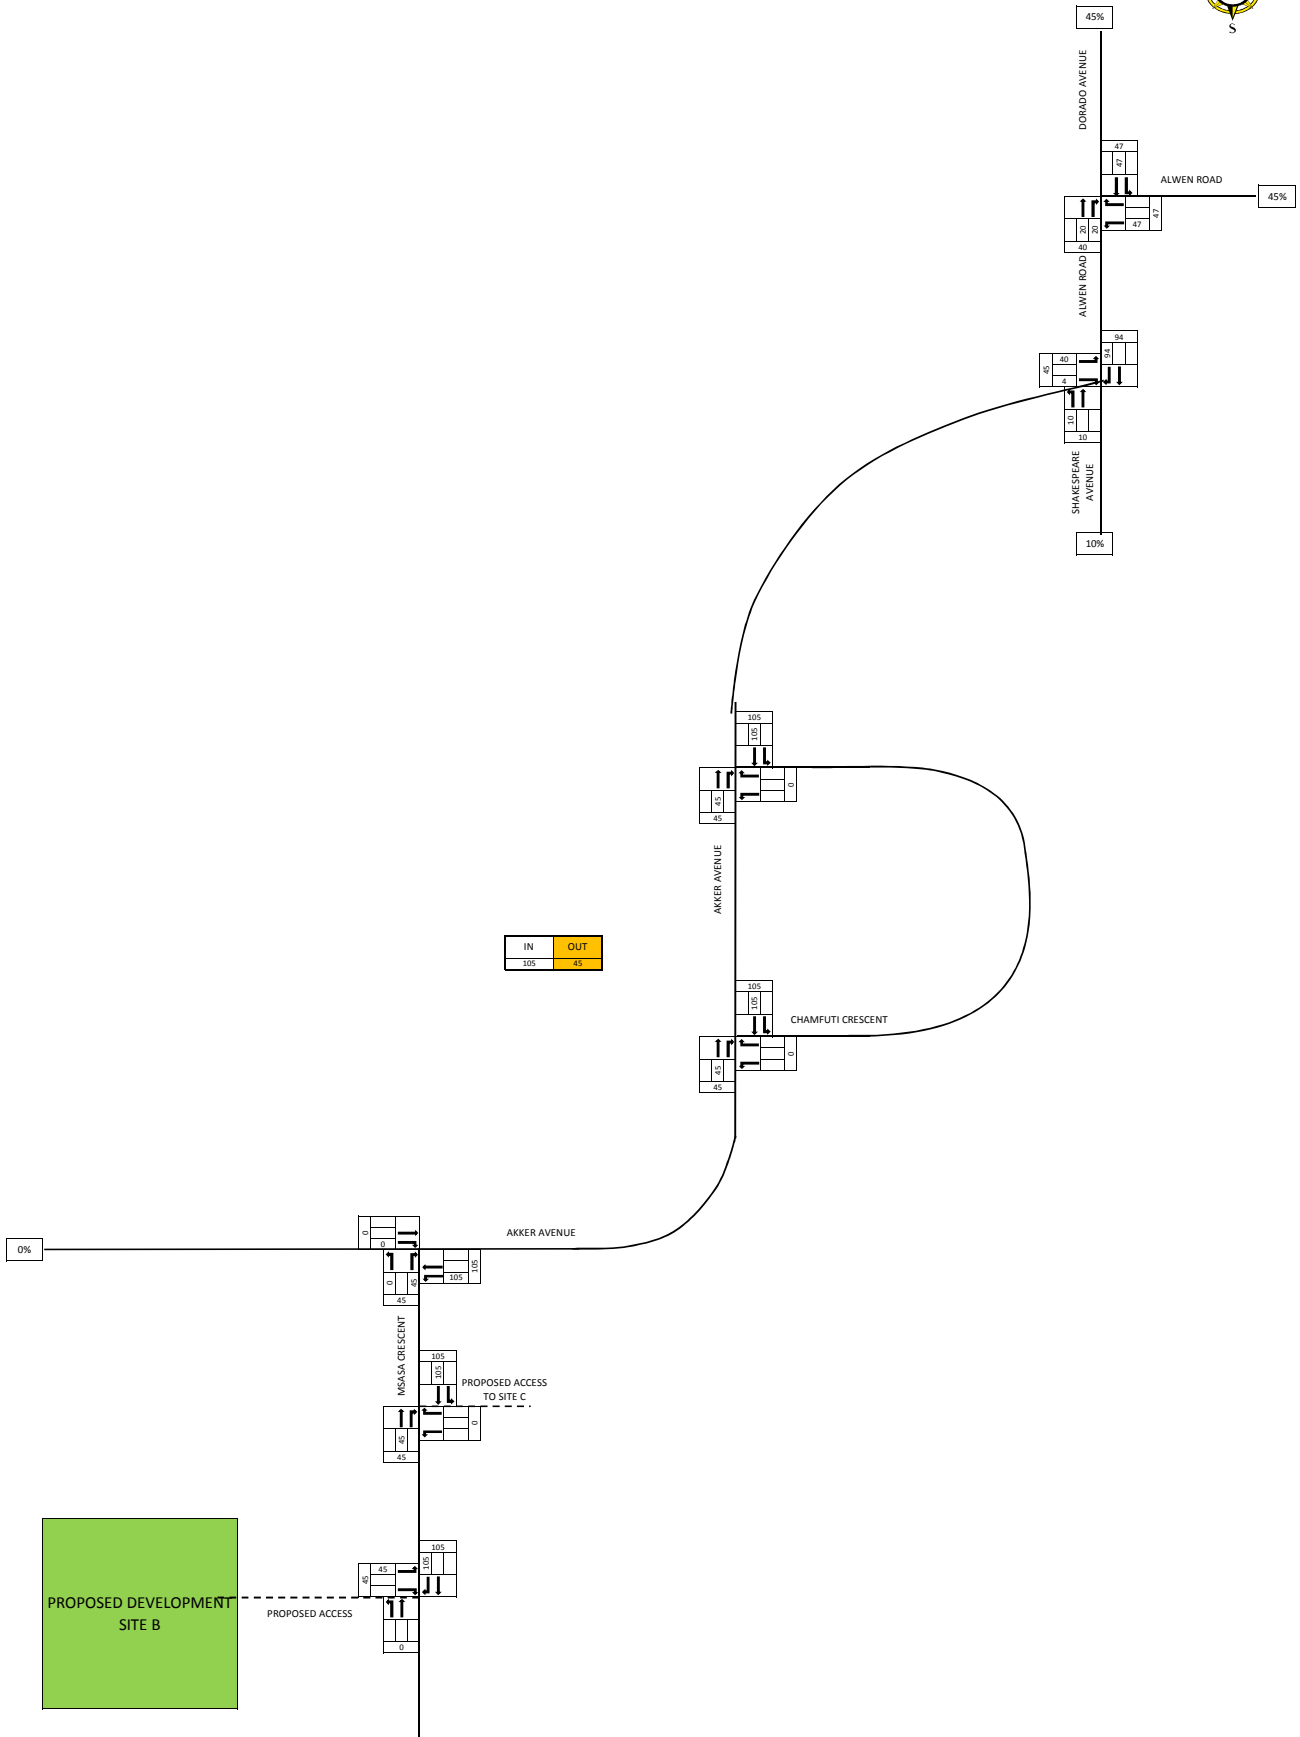 S
45%
DORADO AVENUE
47
47
ALWEN ROAD
45%
20
20
40
47
47
ALWEN ROAD
94
94
45
40
4
10
10
SHAKESPEARE
AVENUE
10%
105
105
45
45
0
AKKER AVENUE
IN OUT
105 45
105
105
CHAMFUTI CRESCENT
45
45
0
AKKER AVENUE
0%
0
0
0
45
45
105
105
MSASA CRESCENT
105
105
PROPOSED ACCESS
TO SITE C
45
45
0
105
105
45
45
PROPOSED DEVELOPMENT
SITE B
PROPOSED ACCESS
0